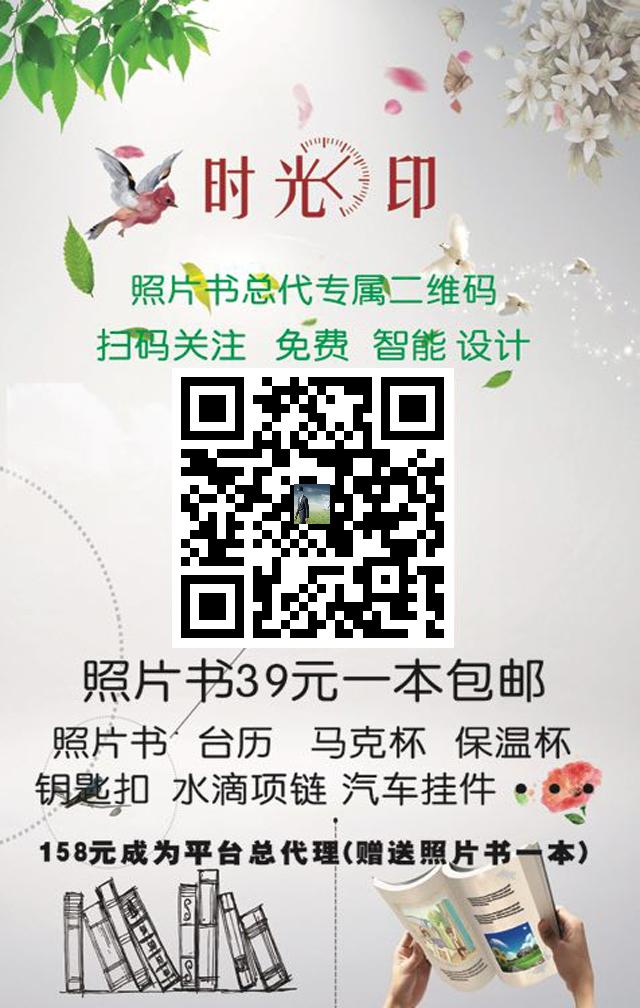 时光印
照片书总代专属二维码
扫码关注 免费 智能设计
照片书39元一本包邮
照片书 台历 马克杯 保温杯
钥匙扣 水滴项链 汽车挂件
158元成为平台总代理(赠送照片书一本)